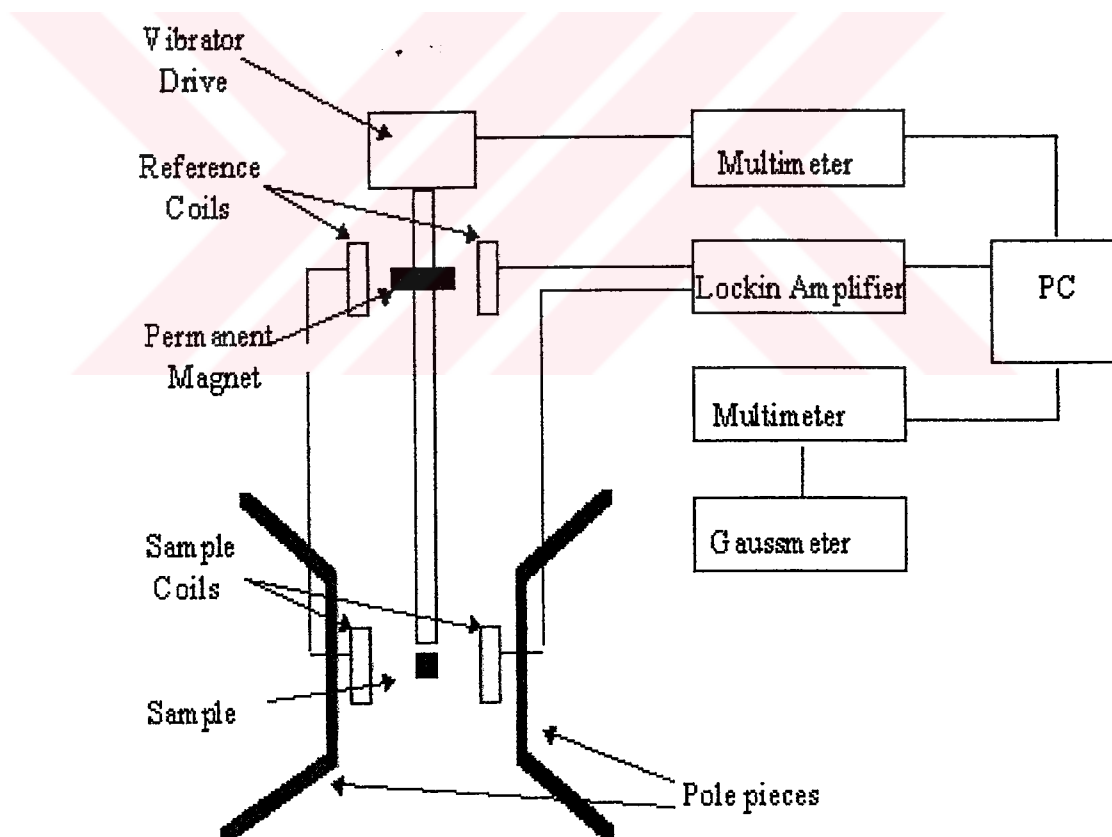 Vibrator
Drive
Reference
Coils
Permanent
Magnet
Sample
Coils
Sample
Multimeter
Lockin Amplifier
PC
Multimeter
Gaussmeter
Pole pieces